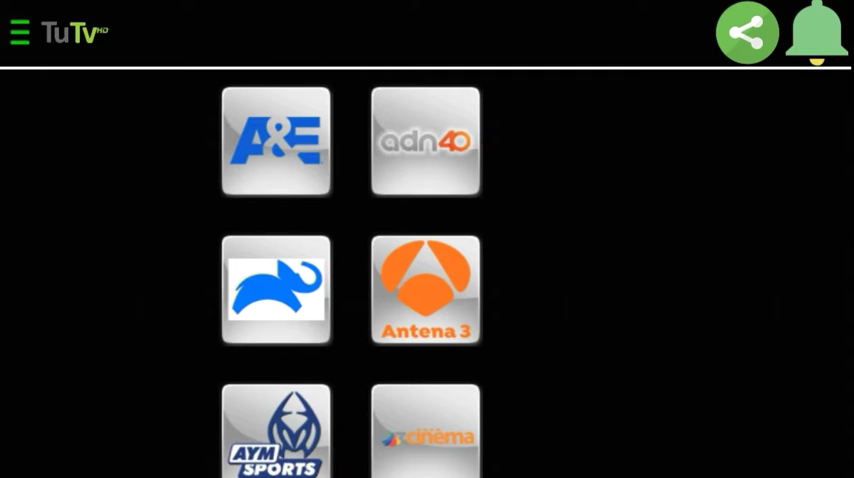 TuTv HD
A&E
adn40
Antena 3
AYM
SPORTS
cinema